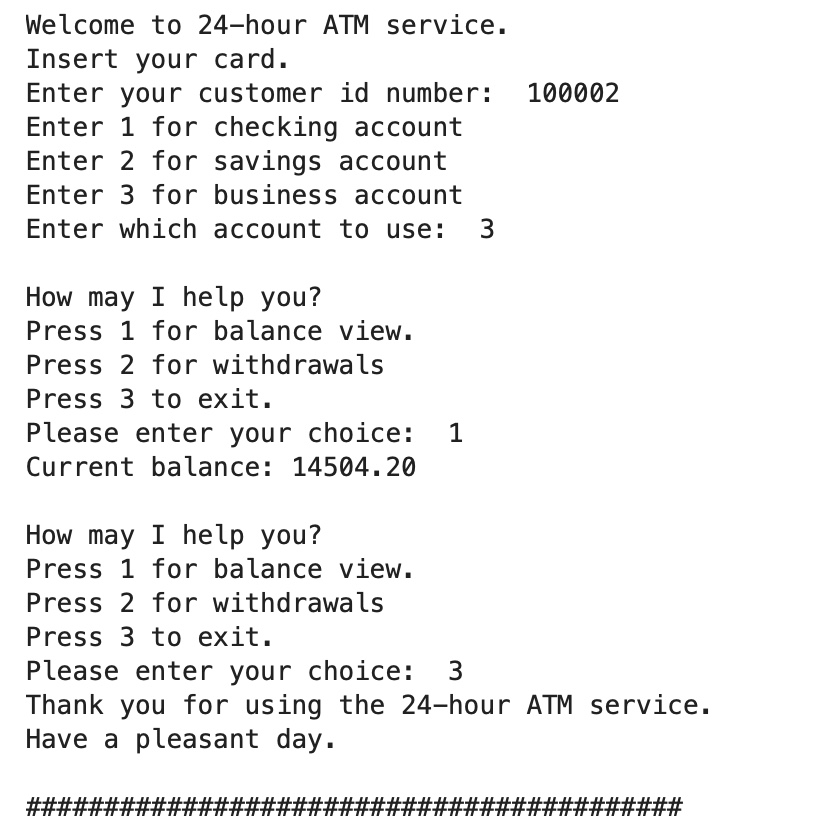 Welcome to 24-hour ATM service.
Insert your card.
Enter your customer id number:  100002
Enter 1 for checking account
Enter 2 for savings account
Enter 3 for business account
Enter which account to use:  3

How may I help you?
Press 1 for balance view.
Press 2 for withdrawals
Press 3 to exit.
Please enter your choice:  1
Current balance: 14504.20

How may I help you?
Press 1 for balance view.
Press 2 for withdrawals
Press 3 to exit.
Please enter your choice:  3
Thank you for using the 24-hour ATM service.
Have a pleasant day.

##########################################